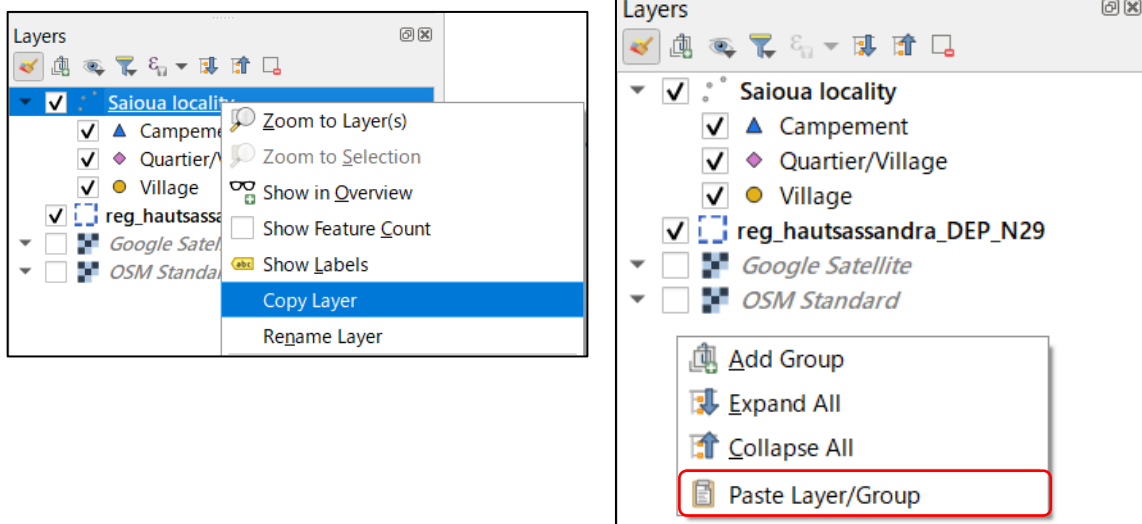 Layers
Saioua locality
Zoom to Layer(s)
Campeme
Zoom to Selection
Quartier/V
Show in Overview
Village
Show Feature Count
reg_hautsassa
Google Satel
abc Show Labels
OSM Standar
Copy Layer
Rename Layer
Layers
Saioua locality
Campement
Quartier/Village
Village
reg_hautsassandra_DEP_N29
Google Satellite
OSM Standard
Add Group
Expand All
Collapse All
Paste Layer/Group